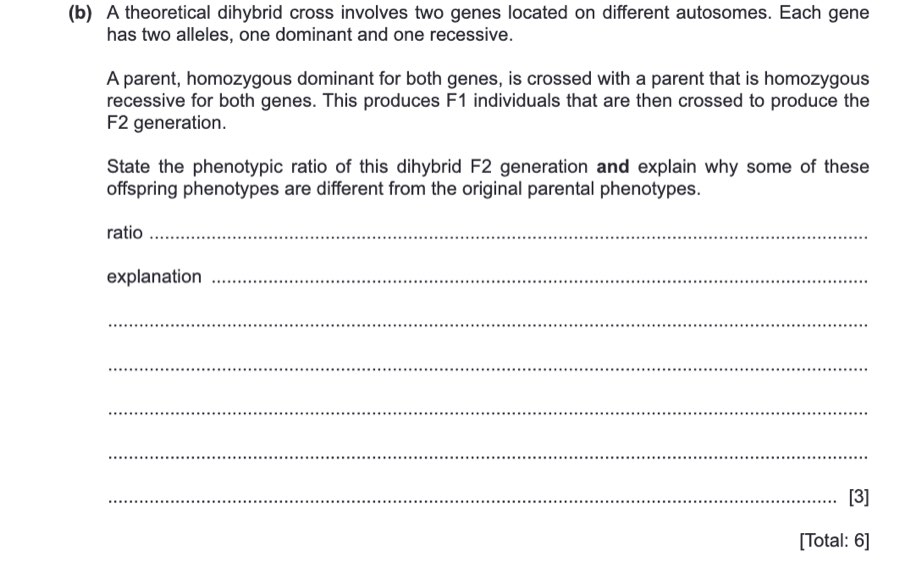 (b) A theoretical dihybrid cross involves two genes located on different autosomes. Each gene
has two alleles, one dominant and one recessive.
A parent, homozygous dominant for both genes, is crossed with a parent that is homozygous
recessive for both genes. This produces F1 individuals that are then crossed to produce the
F2 generation.
State the phenotypic ratio of this dihybrid F2 generation and explain why some of these
offspring phenotypes are different from the original parental phenotypes.
ratio
explanation
[3]
[Total: 6]